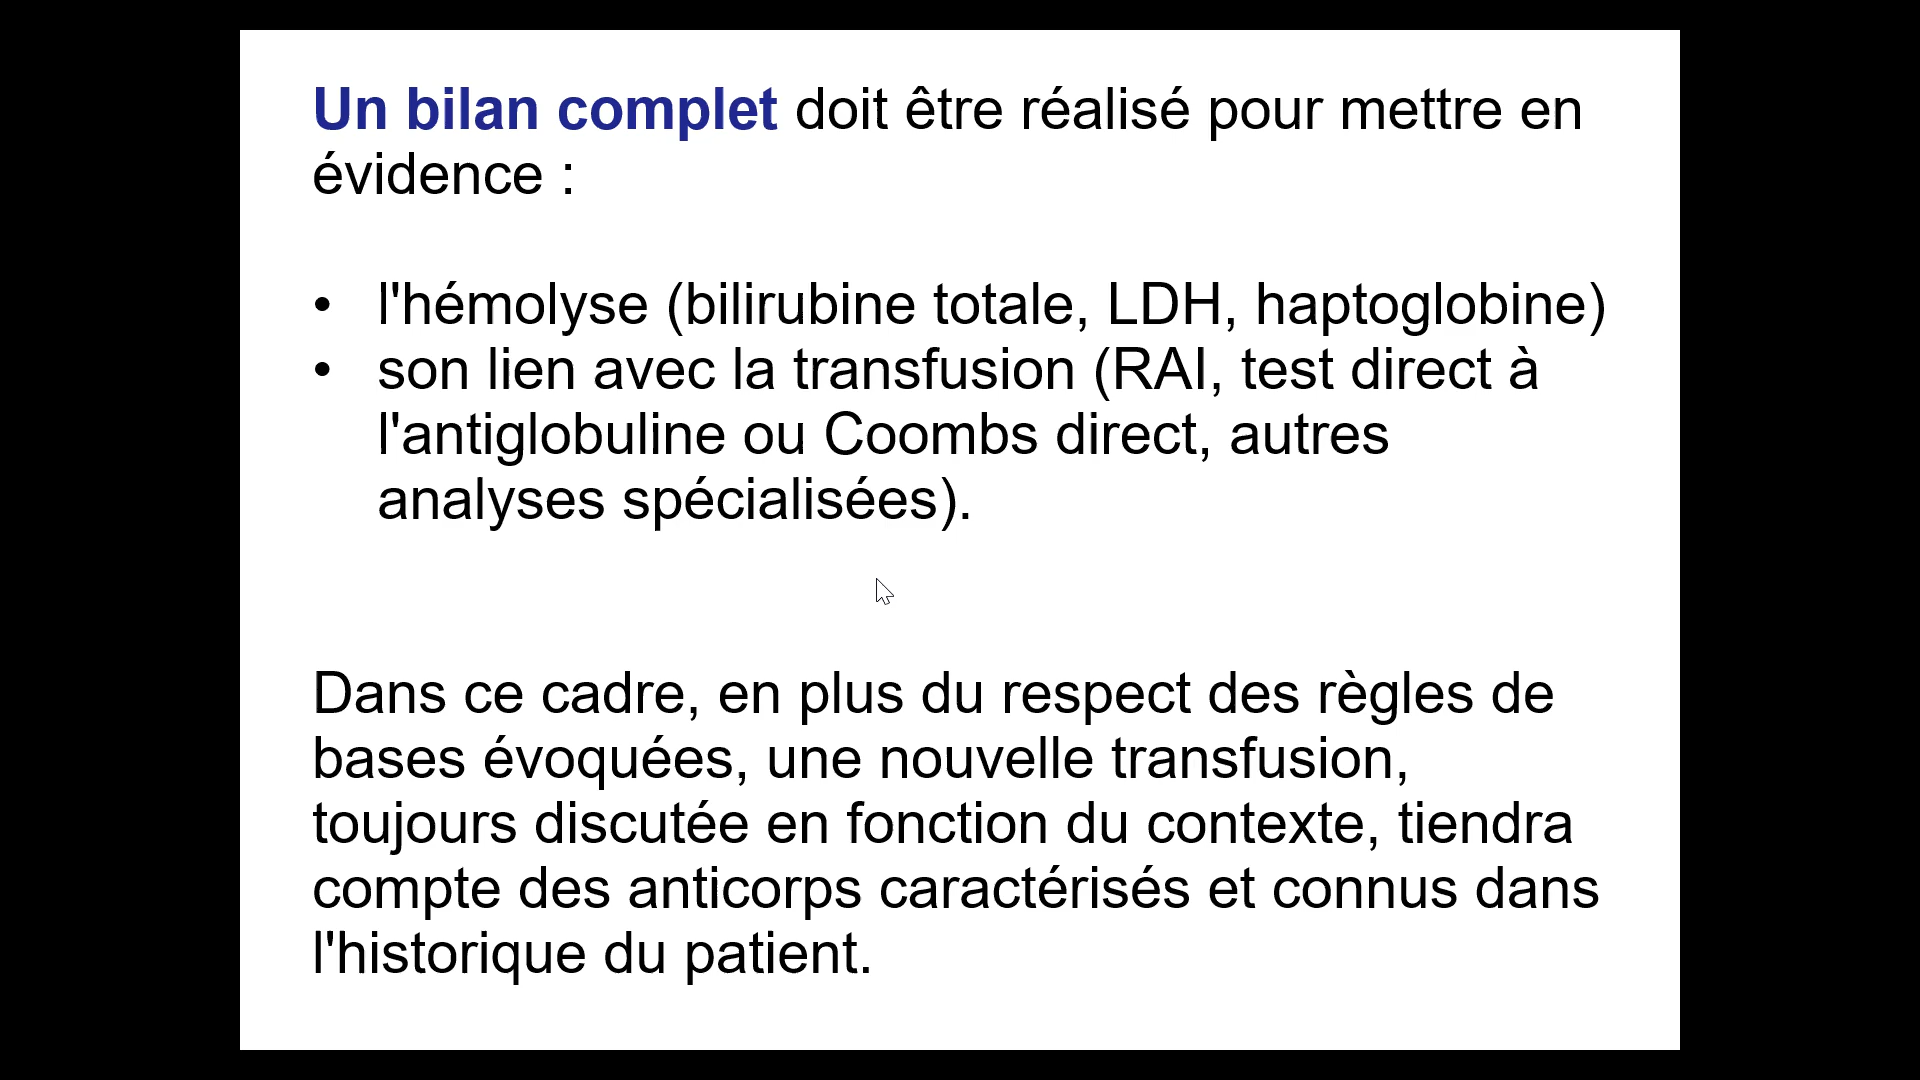 Un bilan complet doit être réalisé pour mettre en
évidence :
• l'hémolyse (bilirubine totale, LDH, haptoglobine)
• son lien avec la transfusion (RAI, test direct à
l'antiglobuline ou Coombs direct, autres
analyses spécialisées).
Dans ce cadre, en plus du respect des règles de
bases évoquées, une nouvelle transfusion,
toujours discutée en fonction du contexte, tiendra
compte des anticorps caractérisés et connus dans
l'historique du patient.